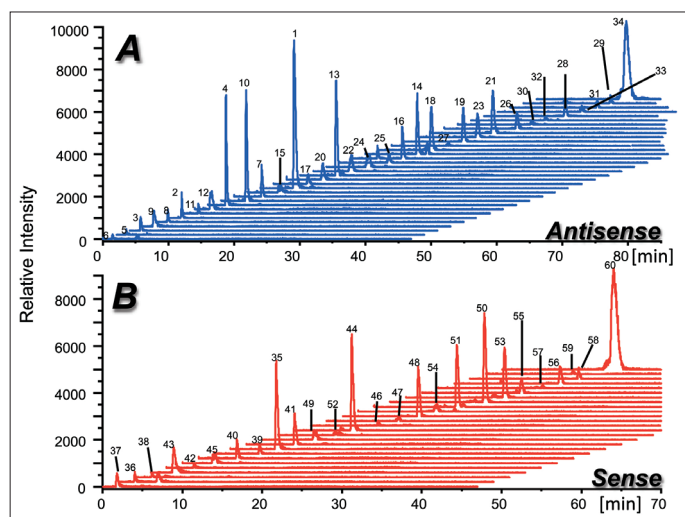 Relative Intensity
A
10000
8000
6000
4000
2000
0
0 10 20 30 40 50 60 70 80 [min]
6 5 3 9 8 2 11 12 4 10 7 15 1 17 20 13 22 24 25 16 14 18 27 19 23 21 26 30 32 28 31 29 34 33
Antisense
B
8000
6000
4000
2000
0
0 10 20 30 40 50 60 70
[min]
37 36 38 43 42 45 40 39 35 41 49 52 44 46 47 48 54 51 50 53 55 57 56 59 58 60
Sense